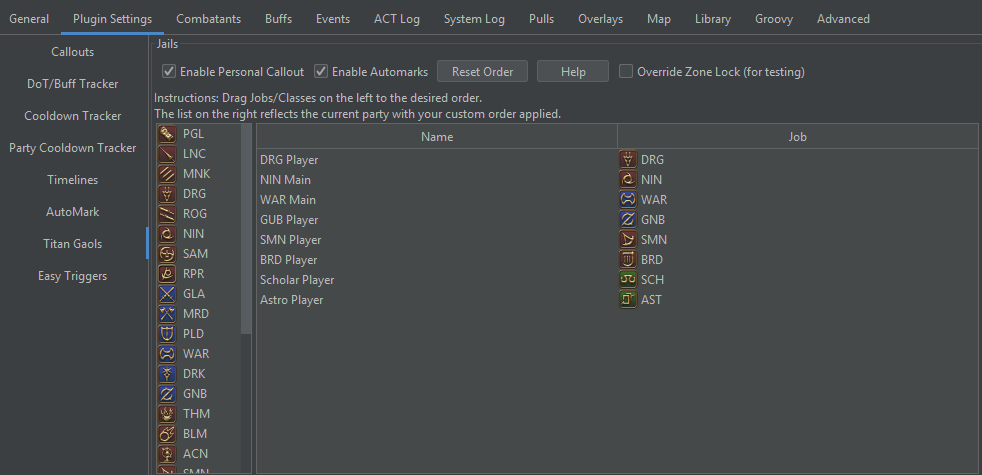 General Plugin Settings Combatants Buffs Events ACT Log System Log Pulls Overlays Map Library Groovy Advanced
Callouts
DoT/Buff Tracker
Cooldown Tracker
Party Cooldown Tracker
Timelines
AutoMark
Titan Gaols
Easy Triggers
Jails
Enable Personal Callout Enable Automarks Reset Order Help Override Zone Lock (for testing)
Instructions: Drag Jobs/Classes on the left to the desired order.
The list on the right reflects the current party with your custom order applied.
PGL
LNC
MNK
DRG
ROG
NIN
SAM
RPR
GLA
MRD
PLD
WAR
DRK
GNB
THM
BLM
ACN
SMN
Name Job
DRG Player DRG
NIN Main NIN
WAR Main WAR
GUB Player GNB
SMN Player SMN
BRD Player BRD
Scholar Player SCH
Astro Player AST